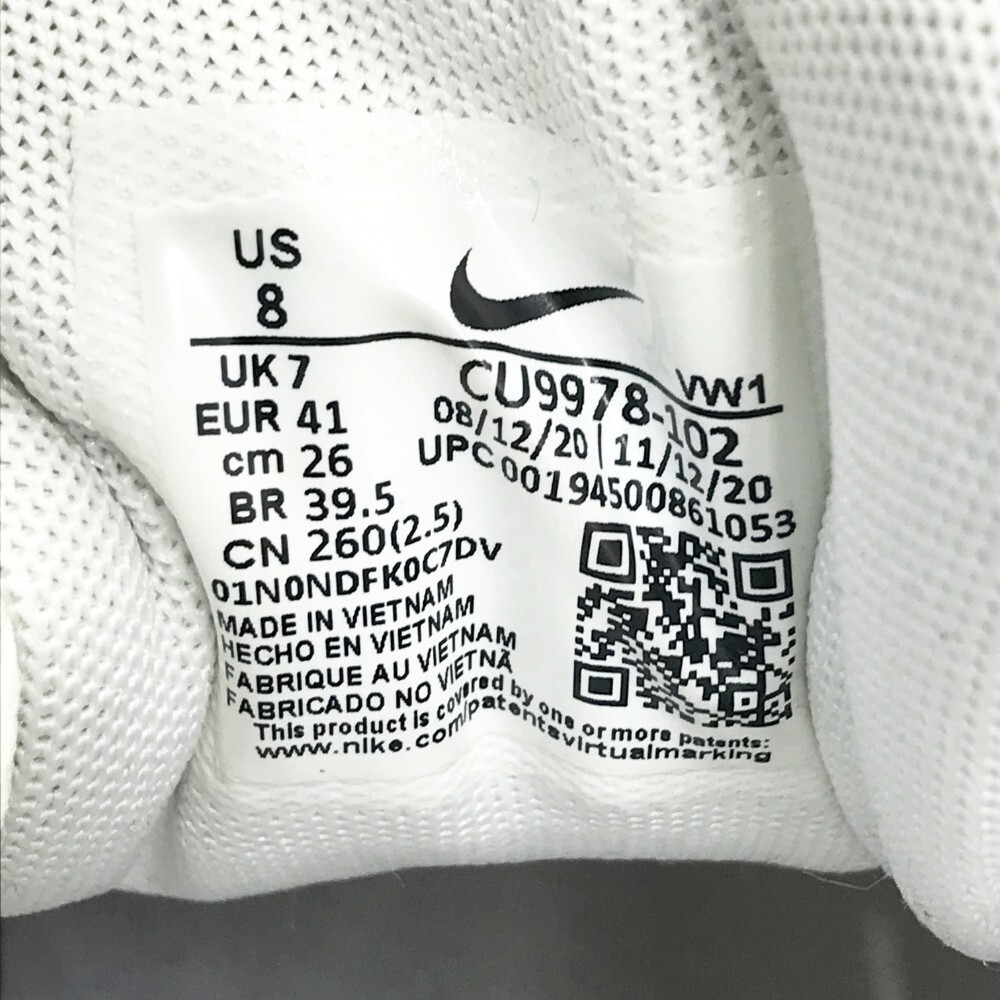 US
8
UK 7
EUR 41
cm 26
BR 39.5
CN 260(2.5)
01N0NDFK0C7DV
MADE IN VIETNAM
HECHO EN VIETNAM
FABRIQUE AU VIETNAM
FABRICADO NO VIETNÃ
This product is covered by one or more patents:
www.nike.com/patentsvirtualmarking
VW1
CU9978-102
08/12/20|11/12/20
UPC 00194500861053